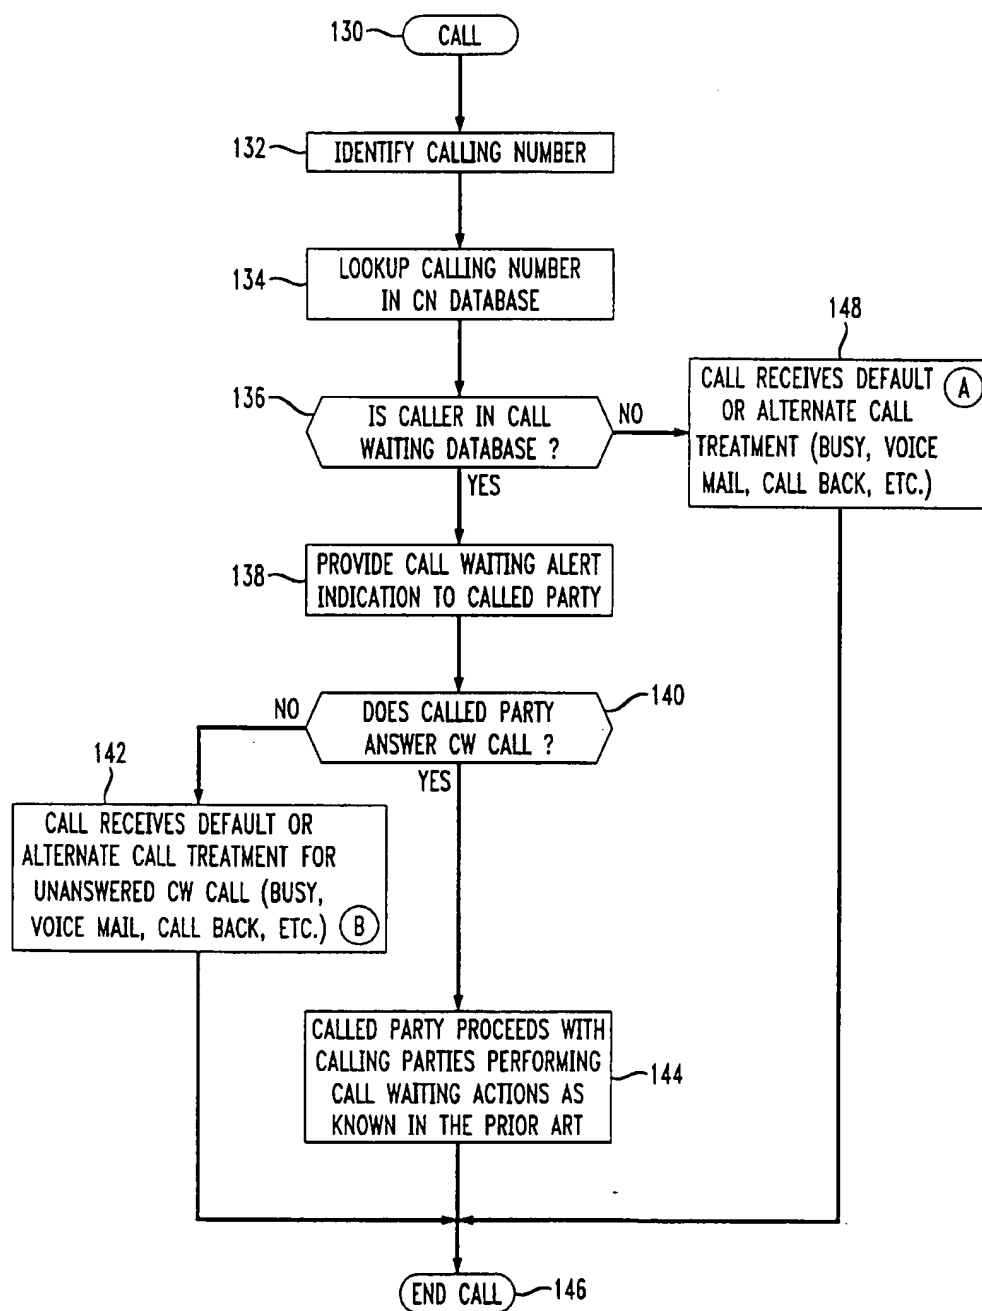 130
CALL
132
IDENTIFY CALLING NUMBER
134
LOOKUP CALLING NUMBER
IN CN DATABASE
136
IS CALLER IN CALL
WAITING DATABASE ?
NO
YES
148
CALL RECEIVES DEFAULT
OR ALTERNATE CALL
TREATMENT (BUSY, VOICE
MAIL, CALL BACK, ETC.)
A
138
PROVIDE CALL WAITING ALERT
INDICATION TO CALLED PARTY
140
DOES CALLED PARTY
ANSWER CW CALL ?
NO
YES
142
CALL RECEIVES DEFAULT OR
ALTERNATE CALL TREATMENT FOR
UNANSWERED CW CALL (BUSY,
VOICE MAIL, CALL BACK, ETC.)
B
CALLED PARTY PROCEEDS WITH
CALLING PARTIES PERFORMING
CALL WAITING ACTIONS AS
KNOWN IN THE PRIOR ART
144
END CALL
146